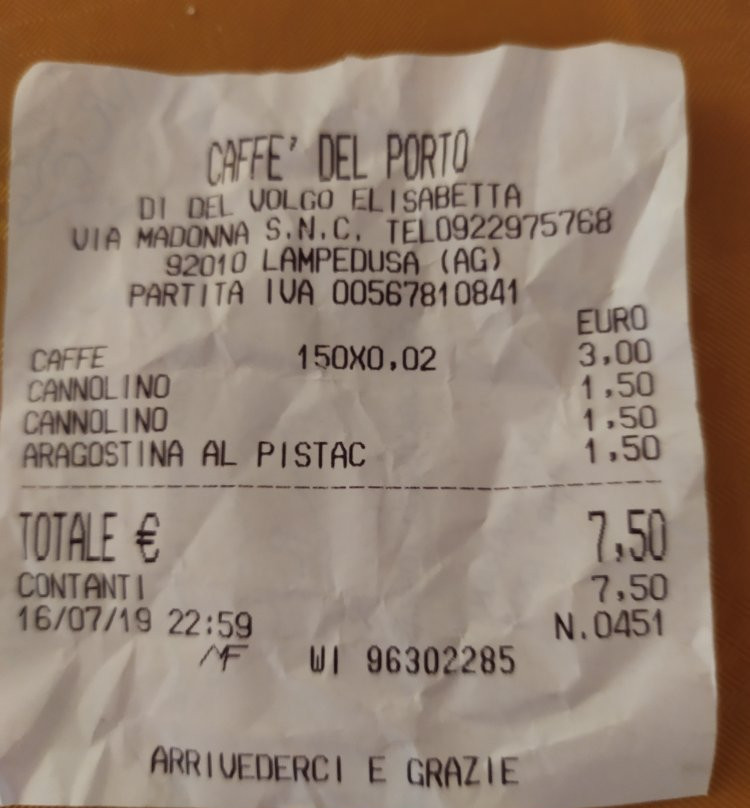 CAFFE' DEL PORTO
DI DEL VOLGO ELISABETTA
VIA MADONNA S.N.C. TEL0922975768
92010 LAMPEDUSA (AG)
PARTITA IVA 00567810841
EURO
CAFFE 150X0,02 3,00
CANNOLINO 1,50
CANNOLINO 1,50
ARAGOSTINA AL PISTAC 1,50
TOTALE € 7,50
CONTANTI 7,50
16/07/19 22:59 N.0451
MF WI 96302285
ARRIVEDERCI E GRAZIE